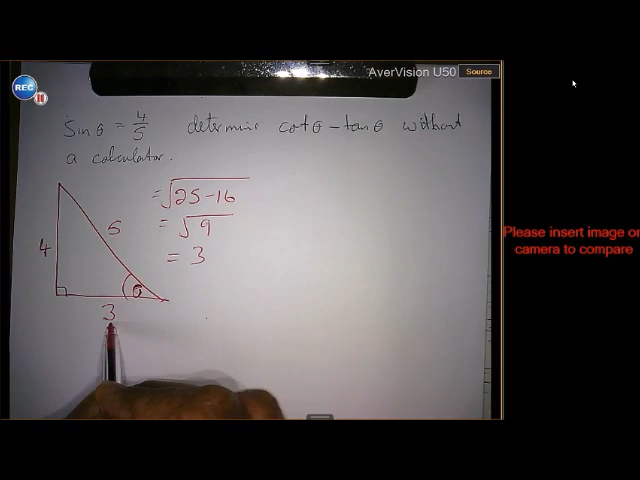 AverVision U50 Source
REC
Sin θ = 4/5 determine cot θ - tan θ without
a calculator.
= √25-16
5
= √9
4
= 3
θ
3
Please insert image or
camera to compare